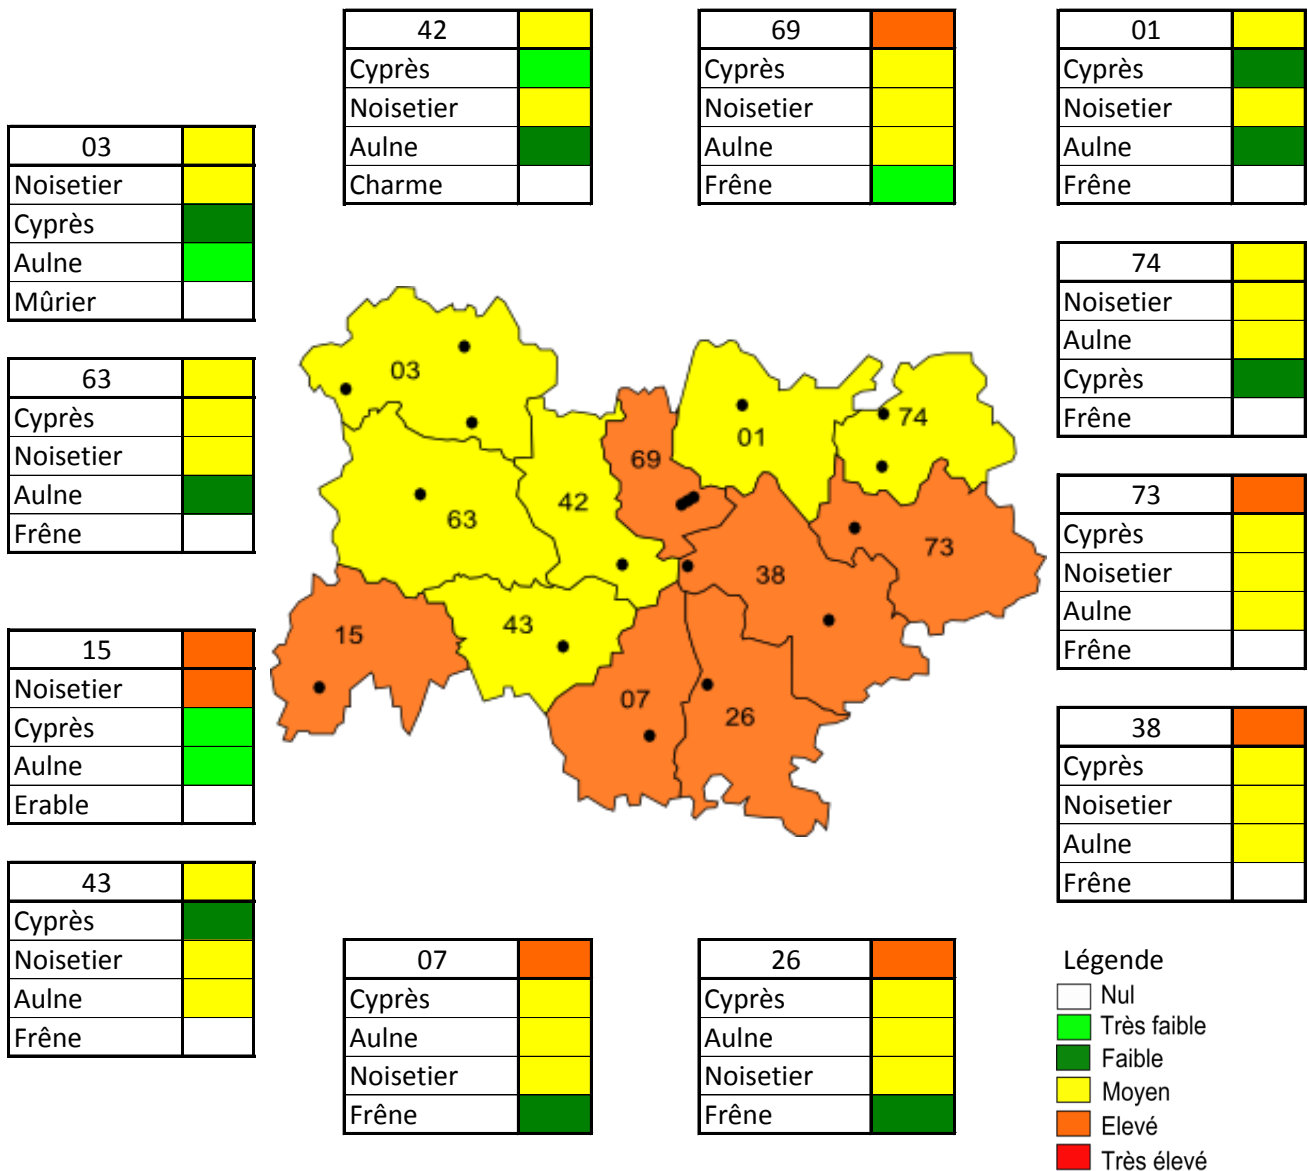 42
Cyprès
Noisetier
Aulne
Charme
69
Cyprès
Noisetier
Aulne
Frêne
01
Cyprès
Noisetier
Aulne
Frêne
03
Noisetier
Cyprès
Aulne
Mûrier
74
Noisetier
Aulne
Cyprès
Frêne
63
Cyprès
Noisetier
Aulne
Frêne
03
01
74
69
42
63
73
38
43
15
07
26
73
Cyprès
Noisetier
Aulne
Frêne
15
Noisetier
Cyprès
Aulne
Erable
38
Cyprès
Noisetier
Aulne
Frêne
43
Cyprès
Noisetier
Aulne
Frêne
07
Cyprès
Aulne
Noisetier
Frêne
26
Cyprès
Aulne
Noisetier
Frêne
Légende
Nul
Très faible
Faible
Moyen
Elevé
Très élevé